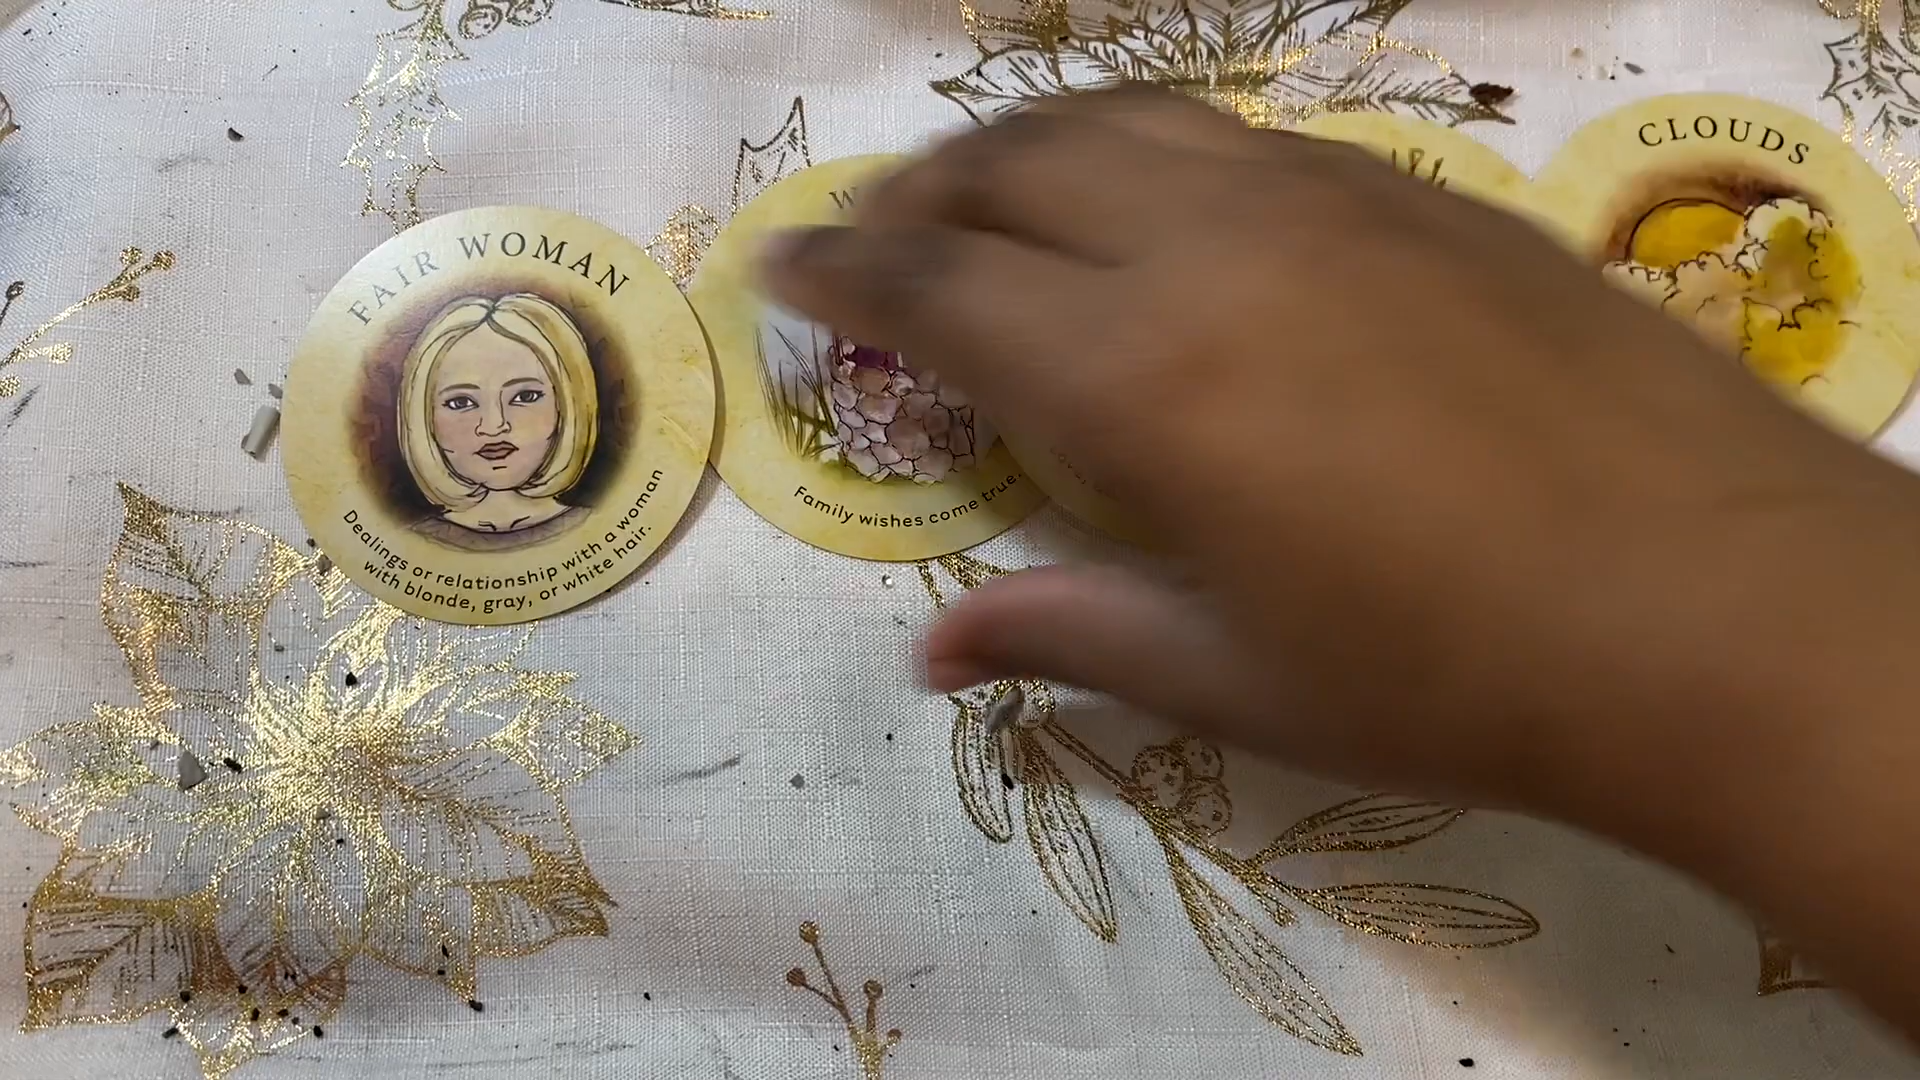 FAIR WOMAN
Dealings or relationship with a woman
with blonde, gray, or white hair.
Family wishes come true.
CLOUDS